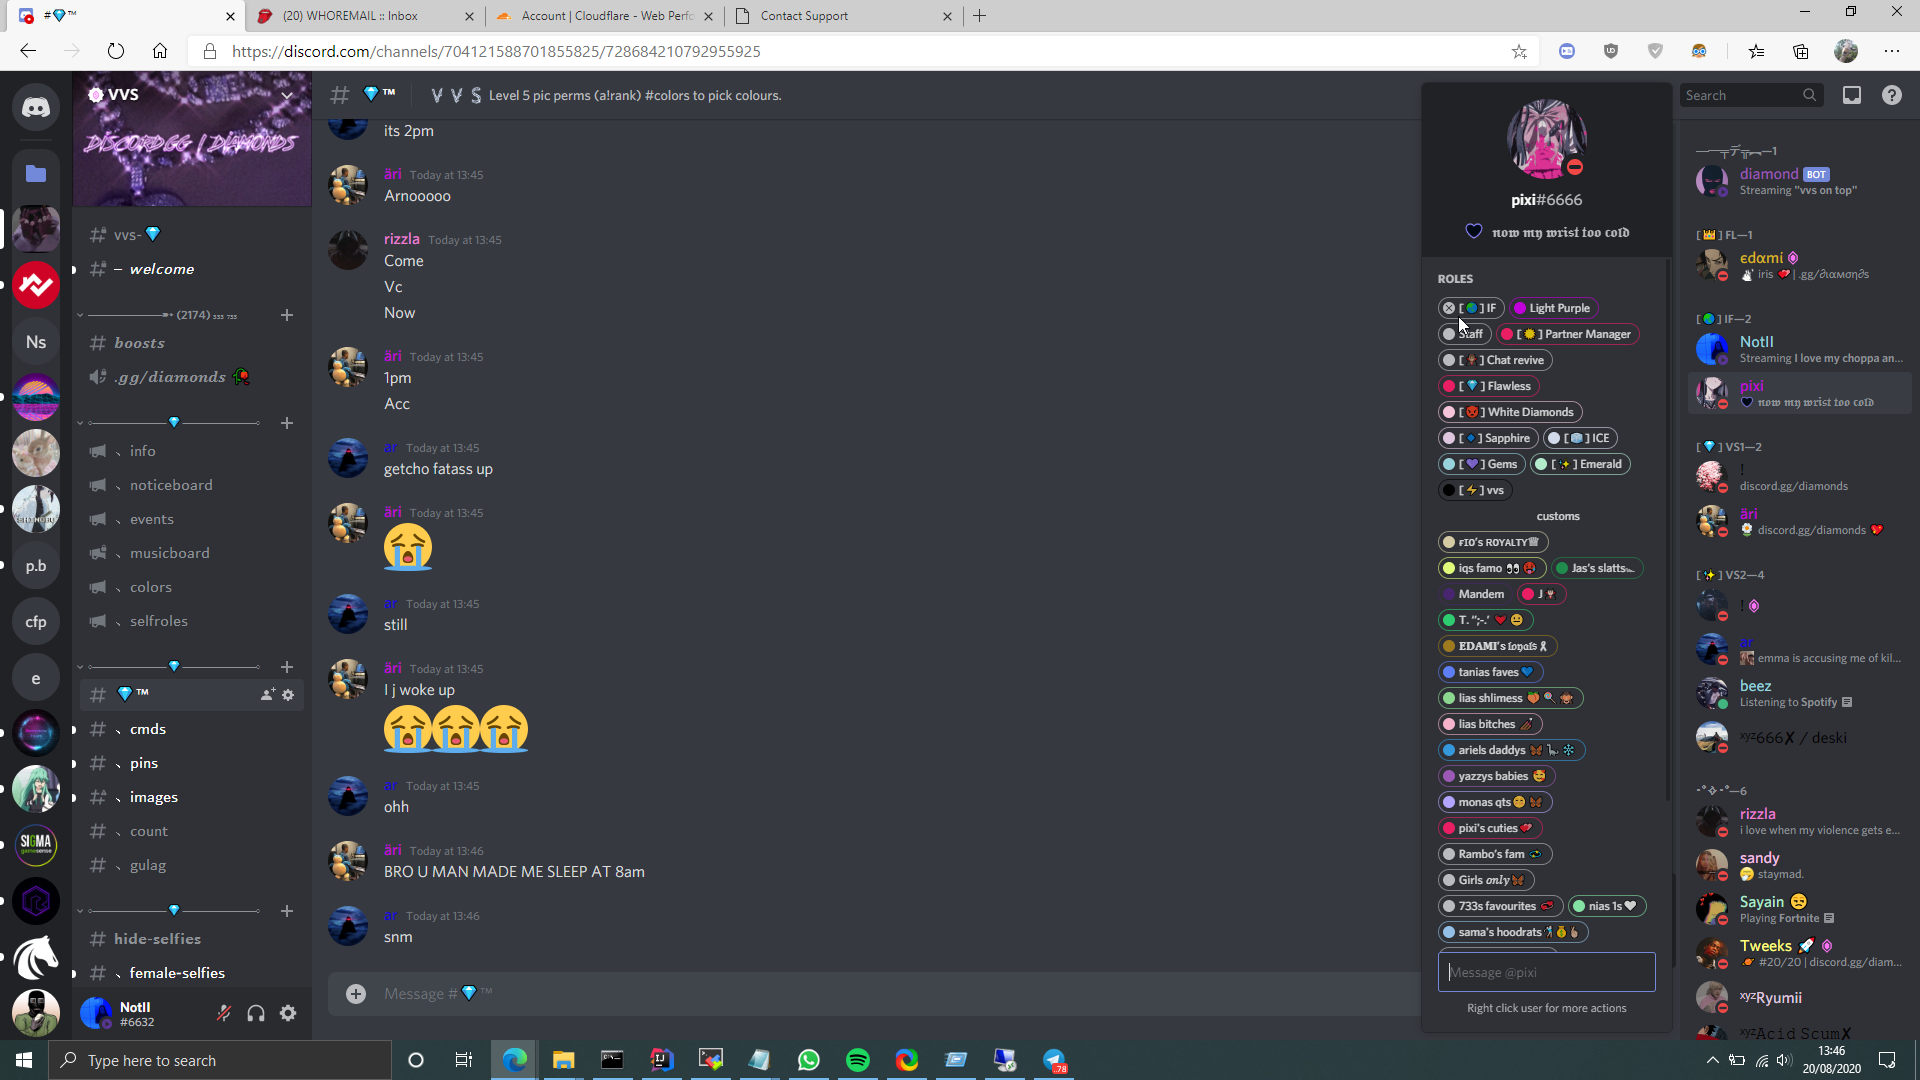 #💎™
(20) WHOREMAIL :: Inbox
Account | Cloudflare - Web Perfo
Contact Support
https://discord.com/channels/704121588701855825/728684210792955925
VVS
DISCORD.GG | DIAMONDS
vvs-💎
– welcome
(2174)
boosts
.gg/diamonds
info
noticeboard
events
musicboard
colors
selfroles
💎™
cmds
pins
images
count
gulag
hide-selfies
female-selfies
NotII
#6632
Ns
p.b
cfp
e
SIGMA
💎™
V V S Level 5 pic perms (a!rank) #colors to pick colours.
its 2pm
äri Today at 13:45
Arnooooo
rizzla Today at 13:45
Come
Vc
Now
äri Today at 13:45
1pm
Acc
ar Today at 13:45
getcho fatass up
äri Today at 13:45
😭
ar Today at 13:45
still
äri Today at 13:45
I j woke up
😭😭😭
ar Today at 13:45
ohh
äri Today at 13:46
BRO U MAN MADE ME SLEEP AT 8am
ar Today at 13:46
snm
Message #💎™
pixi#6666
𝖓𝖔𝖜 𝖒𝖞 𝖜𝖗𝖎𝖘𝖙 𝖙𝖔𝖔 𝖈𝖔𝖑𝖉
ROLES
[🌍] IF
Light Purple
Staff
Partner Manager
Chat revive
[💎] Flawless
White Diamonds
[🔹] Sapphire
[🧊] ICE
[💜] Gems
[✨] Emerald
[⚡] vvs
customs
ꜰɪᴏ's ʀᴏʏᴀʟᴛʏ♕
iqs famo 👀🥵
Jas's slatts
Mandem
J
T.
𝐄𝐃𝐀𝐌𝐈's 𝔩𝔬𝔶𝔞𝔩𝔰
tanias faves 💙
lias shlimess
lias bitches
ariels daddys
yazzys babies 🥰
monas qts
pixi's cuties
Rambo's fam
Girls 𝓸𝓷𝓵𝔂🦋
733s favourites
nias 1s
sama's hoodrats
Message @pixi
Right click user for more actions
Search
diamond BOT
Streaming "vvs on top"
[👑] FL—1
єdαmí
iris | .gg/∂ιαмση∂ѕ
[🌍] IF—2
NotII
Streaming I love my choppa an...
pixi
𝖓𝖔𝖜 𝖒𝖞 𝖜𝖗𝖎𝖘𝖙 𝖙𝖔𝖔 𝖈𝖔𝖑𝖉
[💎] VS1—2
!
discord.gg/diamonds
äri
discord.gg/diamonds
[✨] VS2—4
!
ar
emma is accusing me of kil...
beez
Listening to Spotify
ˣʸᶻ666X / deski
—6
rizzla
i love when my violence gets e...
sandy
staymad.
Sayain 😒
Playing Fortnite
Tweeks 🚀
#20/20 | discord.gg/diam...
ˣʸᶻRyumii
ˣʸᶻAcid ScumX
Type here to search
.78
13:46
20/08/2020